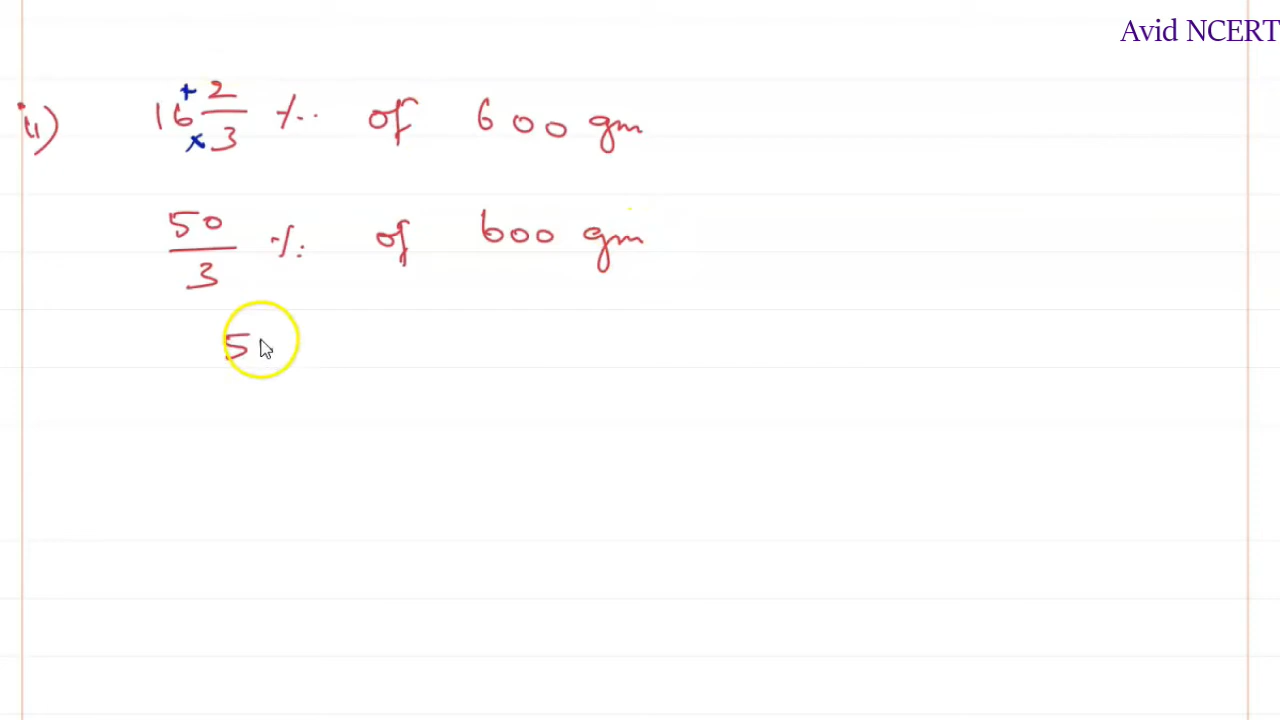 Avid NCERT
ii) 16 2/3 % of 600 gm
+
×
50/3 % of 600 gm
5